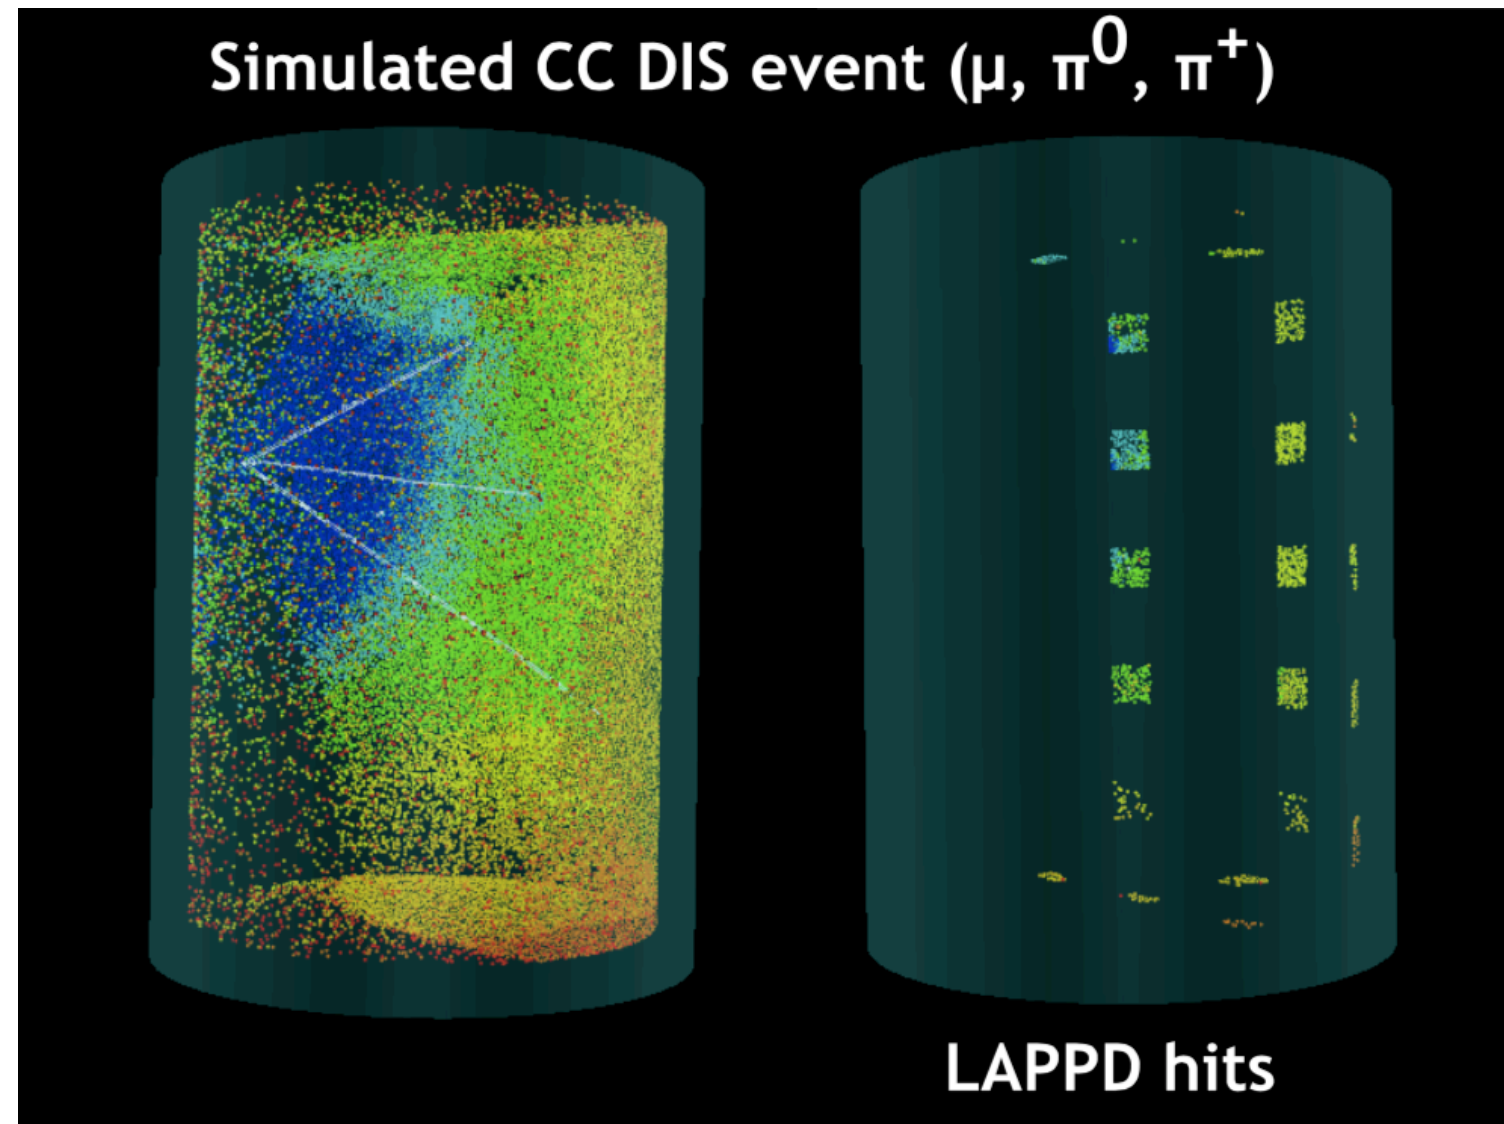 Simulated CC DIS event (μ, π⁰, π⁺)
LAPPD hits